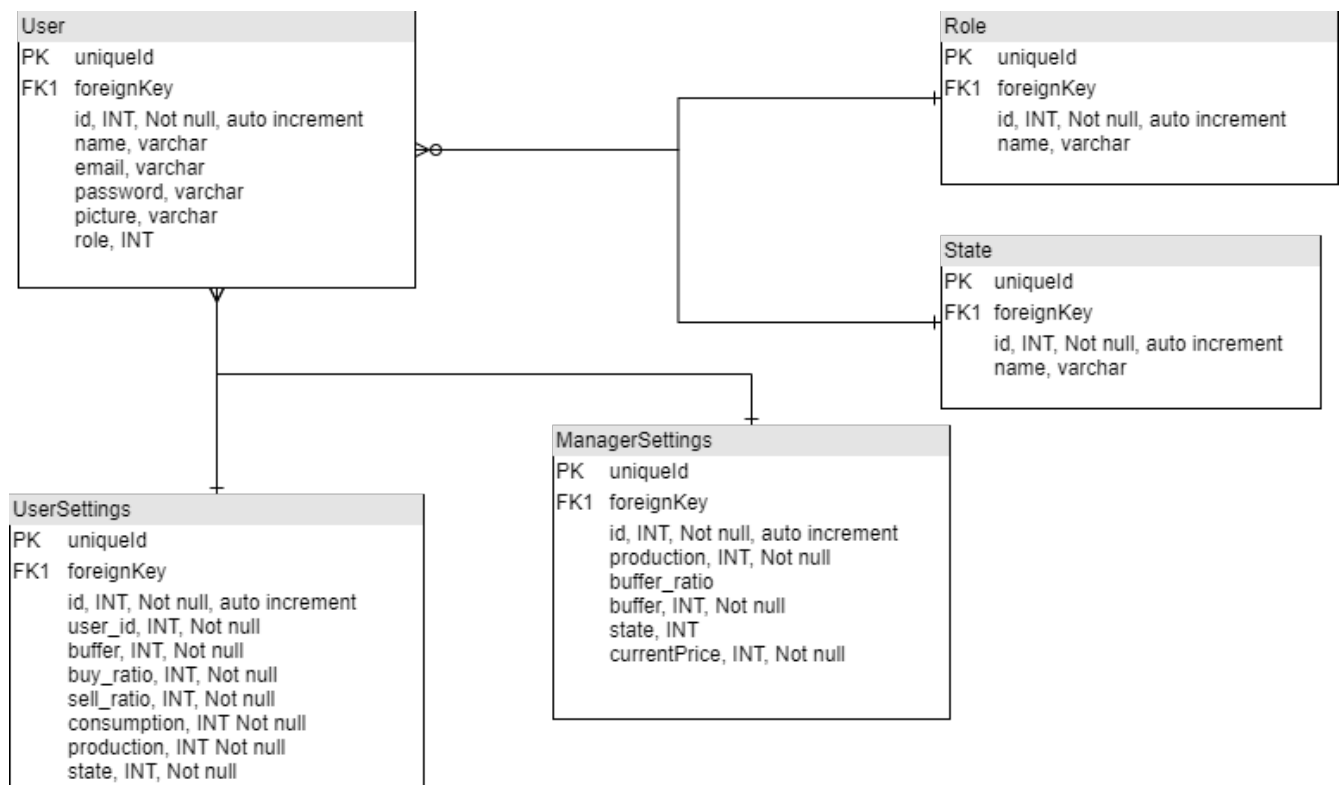 User
PK uniqueId
FK1 foreignKey
id, INT, Not null, auto increment
name, varchar
email, varchar
password, varchar
picture, varchar
role, INT
Role
PK uniqueId
FK1 foreignKey
id, INT, Not null, auto increment
name, varchar
State
PK uniqueId
FK1 foreignKey
id, INT, Not null, auto increment
name, varchar
ManagerSettings
PK uniqueId
FK1 foreignKey
id, INT, Not null, auto increment
production, INT, Not null
buffer_ratio
buffer, INT, Not null
state, INT
currentPrice, INT, Not null
UserSettings
PK uniqueId
FK1 foreignKey
id, INT, Not null, auto increment
user_id, INT, Not null
buffer, INT, Not null
buy_ratio, INT, Not null
sell_ratio, INT, Not null
consumption, INT Not null
production, INT Not null
state, INT, Not null